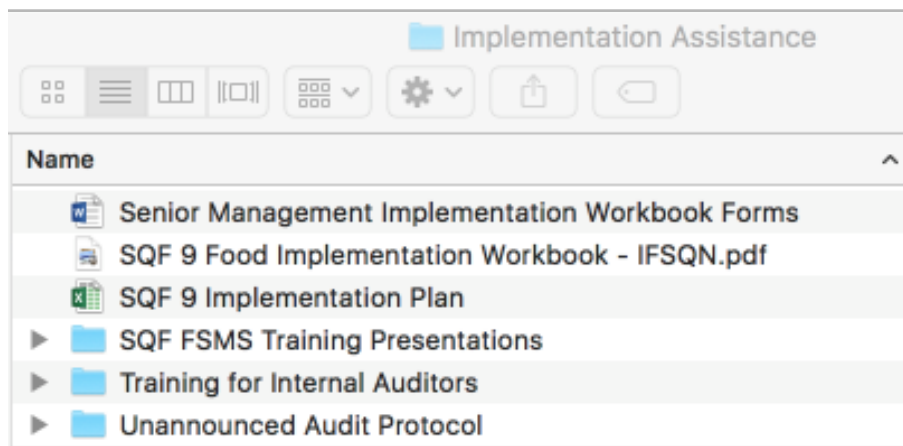 Implementation Assistance
Name
Senior Management Implementation Workbook Forms
SQF 9 Food Implementation Workbook - IFSQN.pdf
SQF 9 Implementation Plan
SQF FSMS Training Presentations
Training for Internal Auditors
Unannounced Audit Protocol